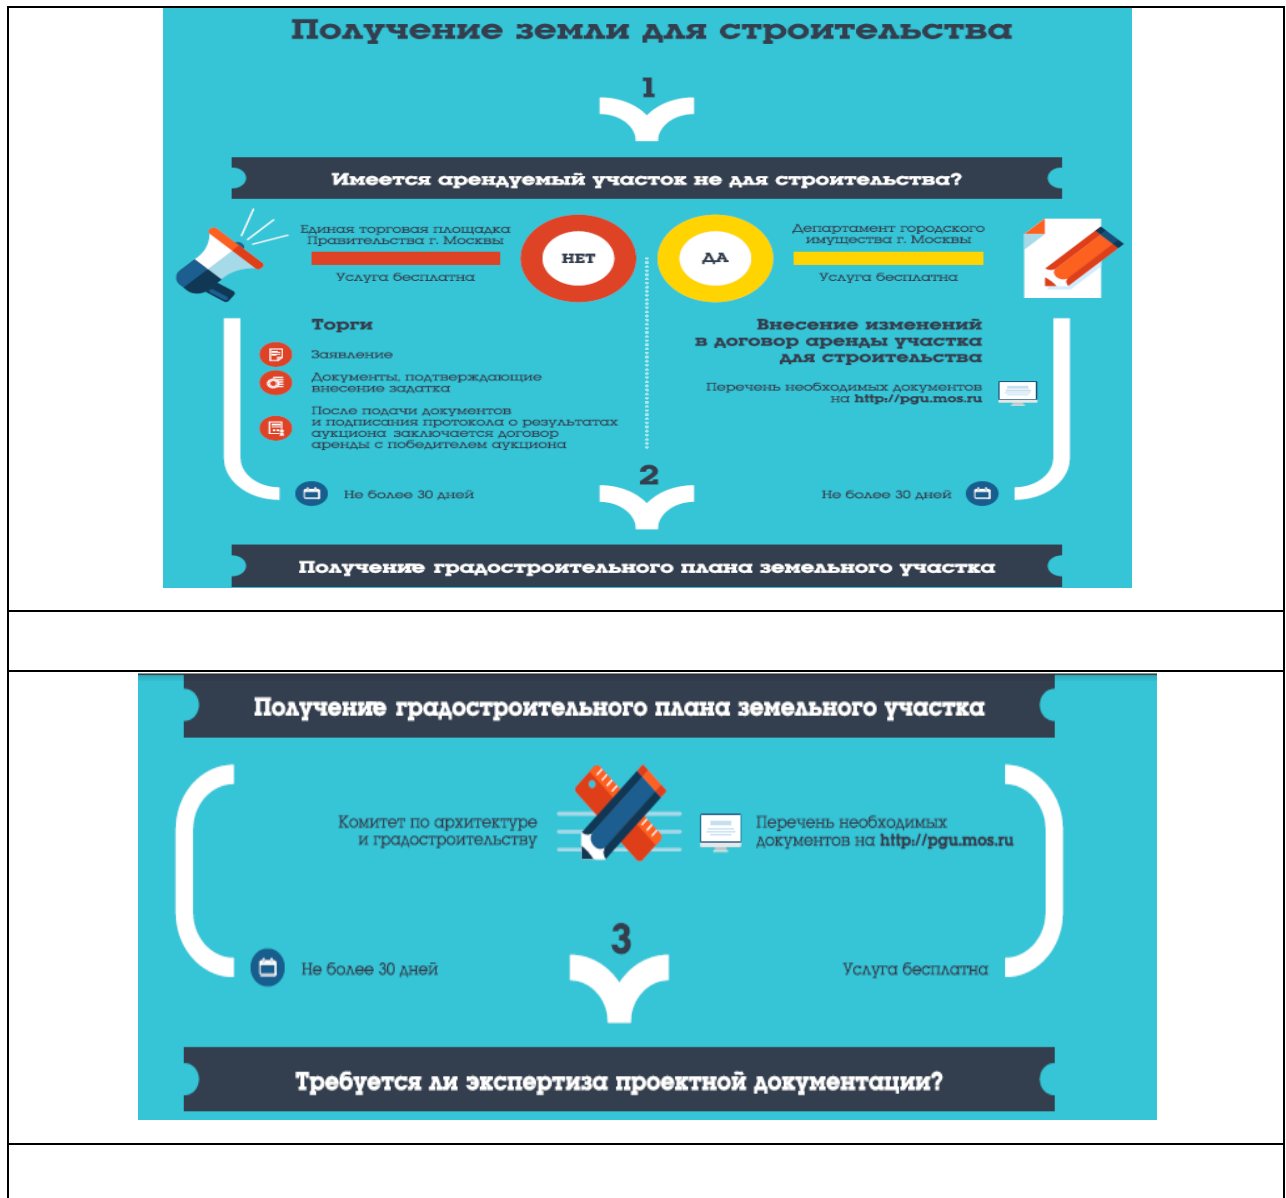 Получение земли для строительства
1
Имеется арендуемый участок не для строительства?
Единая торговая площадка
Правительства г. Москвы
Услуга бесплатна
НЕТ
ДА
Департамент городского
имущества г. Москвы
Услуга бесплатна
Торги
Заявление
Документы, подтверждающие
внесение задатка
После подачи документов
и подписания протокола о результатах
аукциона заключается договор
аренды с победителем аукциона
Не более 30 дней
Внесение изменений
в договор аренды участка
для строительства
Перечень необходимых документов
на http://pgu.mos.ru
Не более 30 дней
2
Получение градостроительного плана земельного участка
Получение градостроительного плана земельного участка
Комитет по архитектуре
и градостроительству
Перечень необходимых
документов на http://pgu.mos.ru
Не более 30 дней
3
Услуга бесплатна
Требуется ли экспертиза проектной документации?